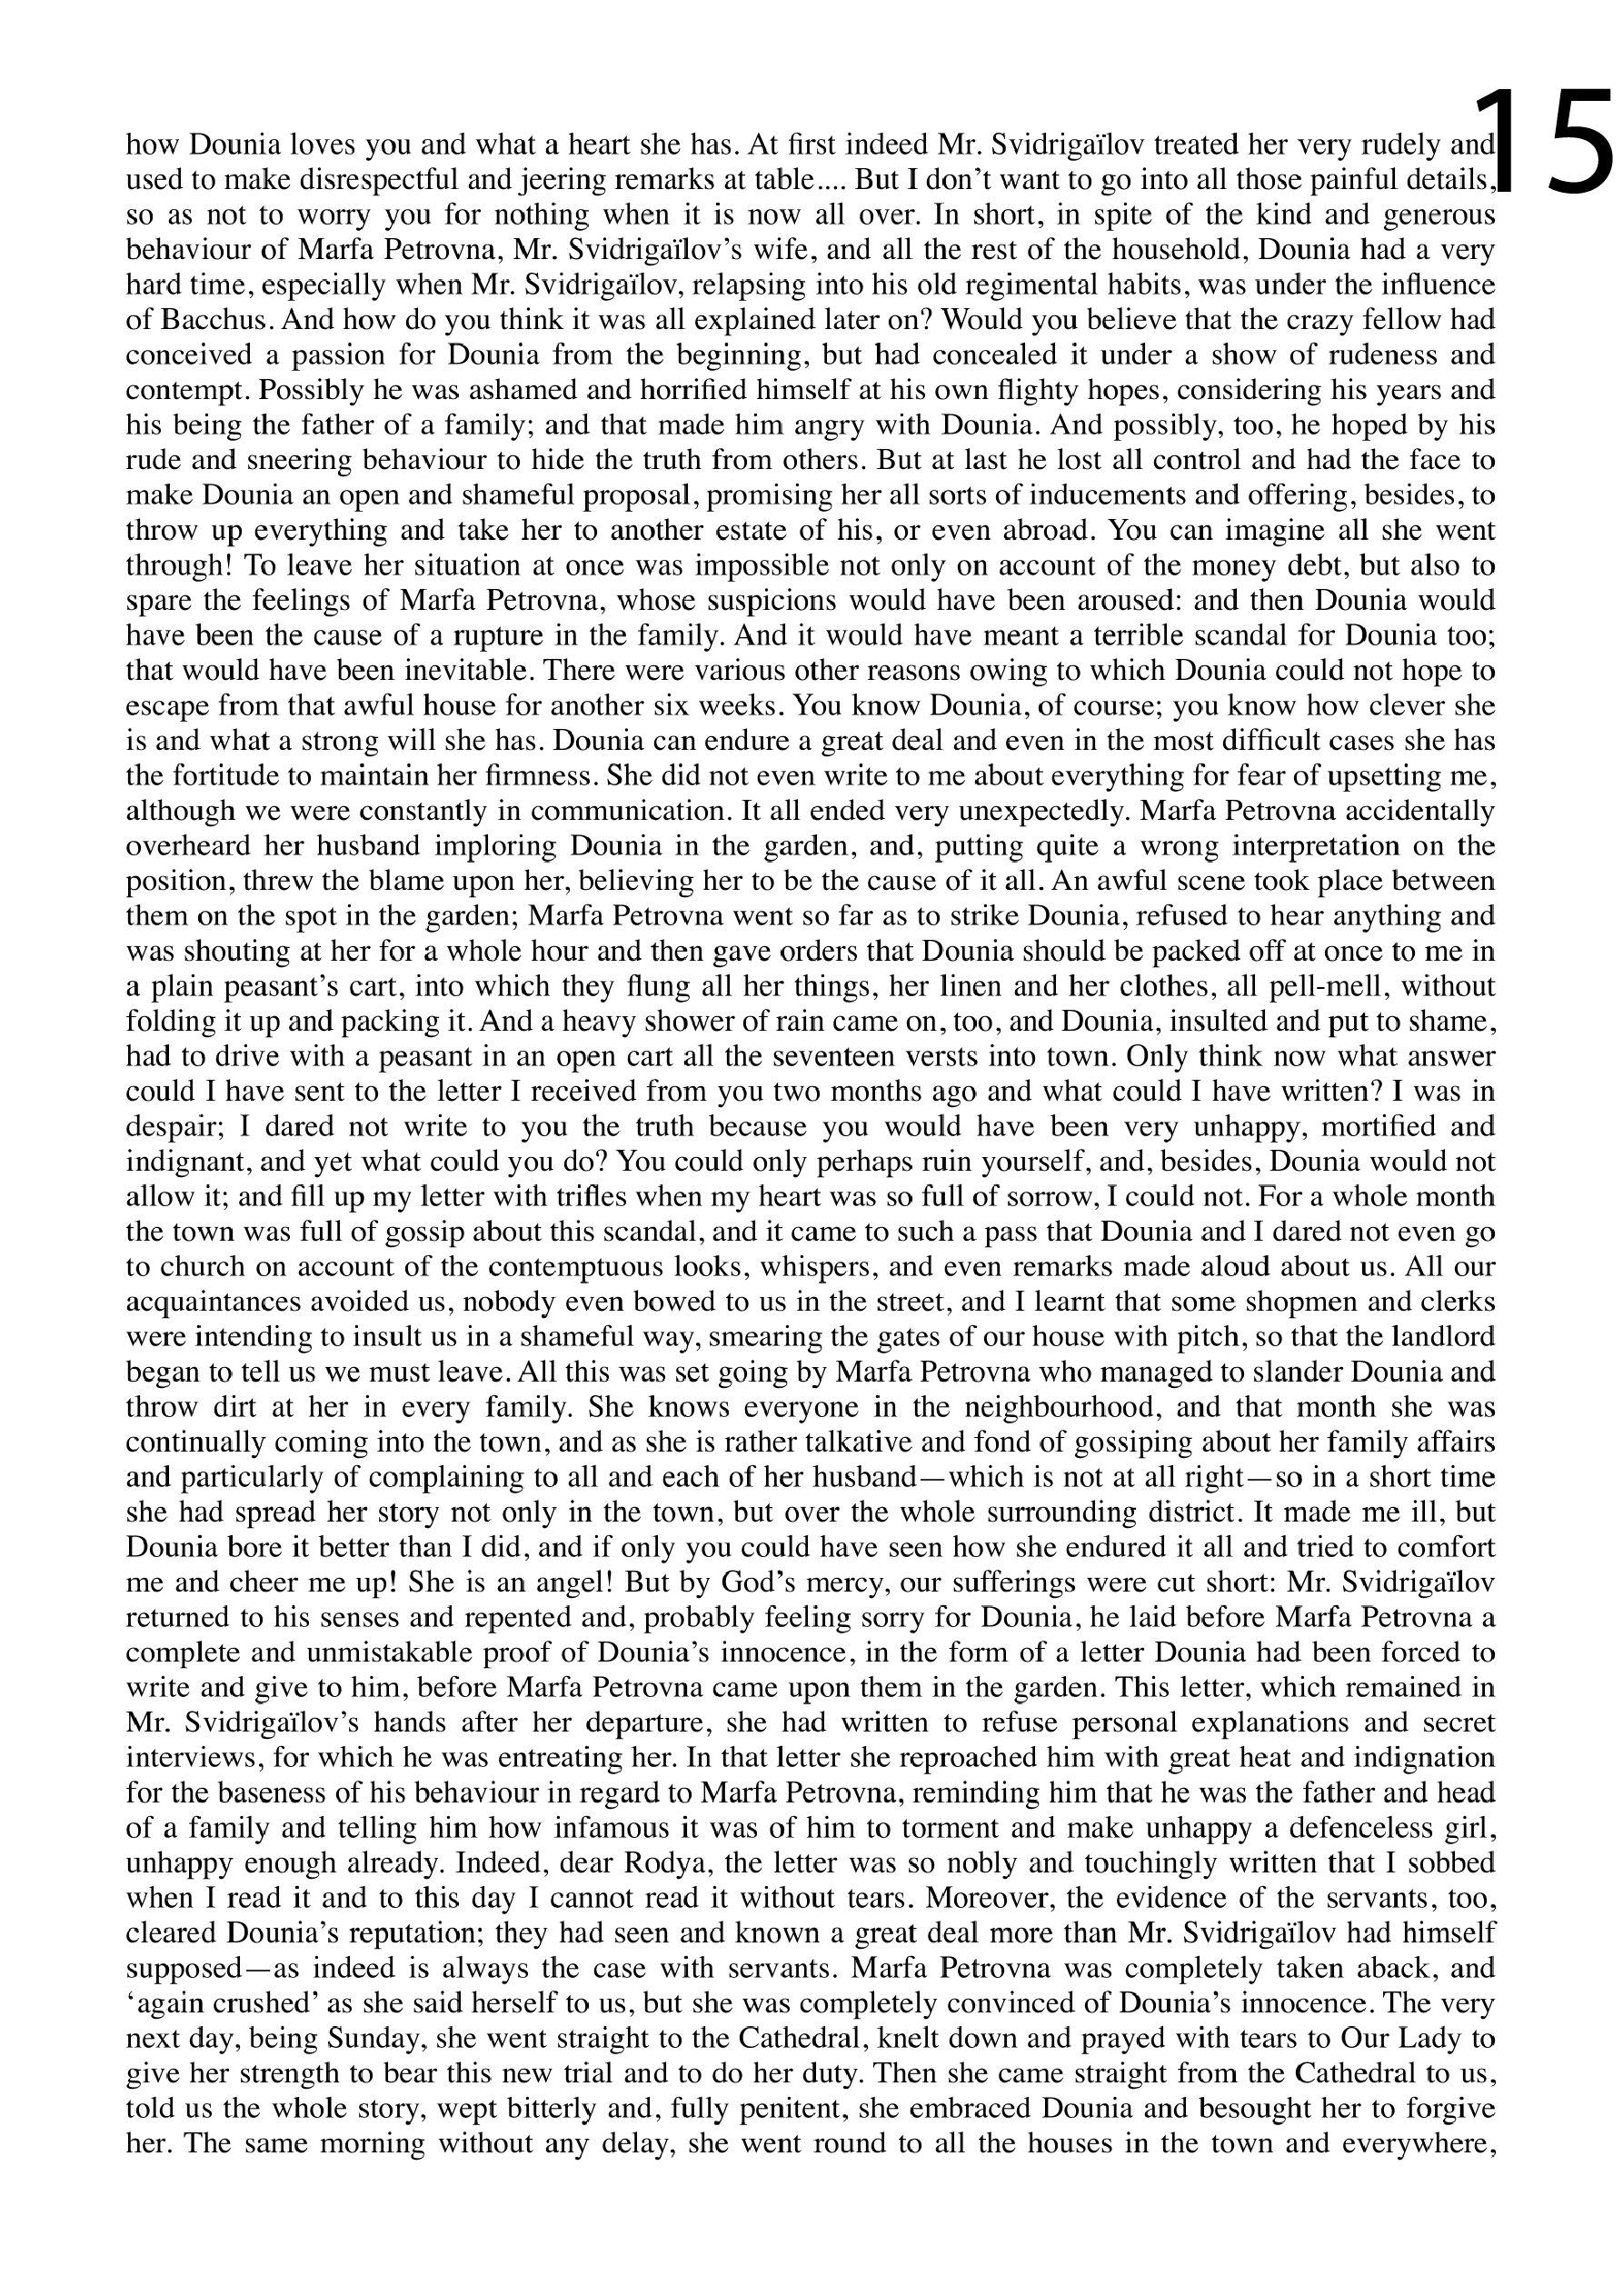 15
how Dounia loves you and what a heart she has. At first indeed Mr. Svidrigaïlov treated her very rudely and
used to make disrespectful and jeering remarks at table.... But I don’t want to go into all those painful details,
so as not to worry you for nothing when it is now all over. In short, in spite of the kind and generous
behaviour of Marfa Petrovna, Mr. Svidrigaïlov’s wife, and all the rest of the household, Dounia had a very
hard time, especially when Mr. Svidrigaïlov, relapsing into his old regimental habits, was under the influence
of Bacchus. And how do you think it was all explained later on? Would you believe that the crazy fellow had
conceived a passion for Dounia from the beginning, but had concealed it under a show of rudeness and
contempt. Possibly he was ashamed and horrified himself at his own flighty hopes, considering his years and
his being the father of a family; and that made him angry with Dounia. And possibly, too, he hoped by his
rude and sneering behaviour to hide the truth from others. But at last he lost all control and had the face to
make Dounia an open and shameful proposal, promising her all sorts of inducements and offering, besides, to
throw up everything and take her to another estate of his, or even abroad. You can imagine all she went
through! To leave her situation at once was impossible not only on account of the money debt, but also to
spare the feelings of Marfa Petrovna, whose suspicions would have been aroused: and then Dounia would
have been the cause of a rupture in the family. And it would have meant a terrible scandal for Dounia too;
that would have been inevitable. There were various other reasons owing to which Dounia could not hope to
escape from that awful house for another six weeks. You know Dounia, of course; you know how clever she
is and what a strong will she has. Dounia can endure a great deal and even in the most difficult cases she has
the fortitude to maintain her firmness. She did not even write to me about everything for fear of upsetting me,
although we were constantly in communication. It all ended very unexpectedly. Marfa Petrovna accidentally
overheard her husband imploring Dounia in the garden, and, putting quite a wrong interpretation on the
position, threw the blame upon her, believing her to be the cause of it all. An awful scene took place between
them on the spot in the garden; Marfa Petrovna went so far as to strike Dounia, refused to hear anything and
was shouting at her for a whole hour and then gave orders that Dounia should be packed off at once to me in
a plain peasant’s cart, into which they flung all her things, her linen and her clothes, all pell-mell, without
folding it up and packing it. And a heavy shower of rain came on, too, and Dounia, insulted and put to shame,
had to drive with a peasant in an open cart all the seventeen versts into town. Only think now what answer
could I have sent to the letter I received from you two months ago and what could I have written? I was in
despair; I dared not write to you the truth because you would have been very unhappy, mortified and
indignant, and yet what could you do? You could only perhaps ruin yourself, and, besides, Dounia would not
allow it; and fill up my letter with trifles when my heart was so full of sorrow, I could not. For a whole month
the town was full of gossip about this scandal, and it came to such a pass that Dounia and I dared not even go
to church on account of the contemptuous looks, whispers, and even remarks made aloud about us. All our
acquaintances avoided us, nobody even bowed to us in the street, and I learnt that some shopmen and clerks
were intending to insult us in a shameful way, smearing the gates of our house with pitch, so that the landlord
began to tell us we must leave. All this was set going by Marfa Petrovna who managed to slander Dounia and
throw dirt at her in every family. She knows everyone in the neighbourhood, and that month she was
continually coming into the town, and as she is rather talkative and fond of gossiping about her family affairs
and particularly of complaining to all and each of her husband—which is not at all right—so in a short time
she had spread her story not only in the town, but over the whole surrounding district. It made me ill, but
Dounia bore it better than I did, and if only you could have seen how she endured it all and tried to comfort
me and cheer me up! She is an angel! But by God’s mercy, our sufferings were cut short: Mr. Svidrigaïlov
returned to his senses and repented and, probably feeling sorry for Dounia, he laid before Marfa Petrovna a
complete and unmistakable proof of Dounia’s innocence, in the form of a letter Dounia had been forced to
write and give to him, before Marfa Petrovna came upon them in the garden. This letter, which remained in
Mr. Svidrigaïlov’s hands after her departure, she had written to refuse personal explanations and secret
interviews, for which he was entreating her. In that letter she reproached him with great heat and indignation
for the baseness of his behaviour in regard to Marfa Petrovna, reminding him that he was the father and head
of a family and telling him how infamous it was of him to torment and make unhappy a defenceless girl,
unhappy enough already. Indeed, dear Rodya, the letter was so nobly and touchingly written that I sobbed
when I read it and to this day I cannot read it without tears. Moreover, the evidence of the servants, too,
cleared Dounia’s reputation; they had seen and known a great deal more than Mr. Svidrigaïlov had himself
supposed—as indeed is always the case with servants. Marfa Petrovna was completely taken aback, and
‘again crushed’ as she said herself to us, but she was completely convinced of Dounia’s innocence. The very
next day, being Sunday, she went straight to the Cathedral, knelt down and prayed with tears to Our Lady to
give her strength to bear this new trial and to do her duty. Then she came straight from the Cathedral to us,
told us the whole story, wept bitterly and, fully penitent, she embraced Dounia and besought her to forgive
her. The same morning without any delay, she went round to all the houses in the town and everywhere,